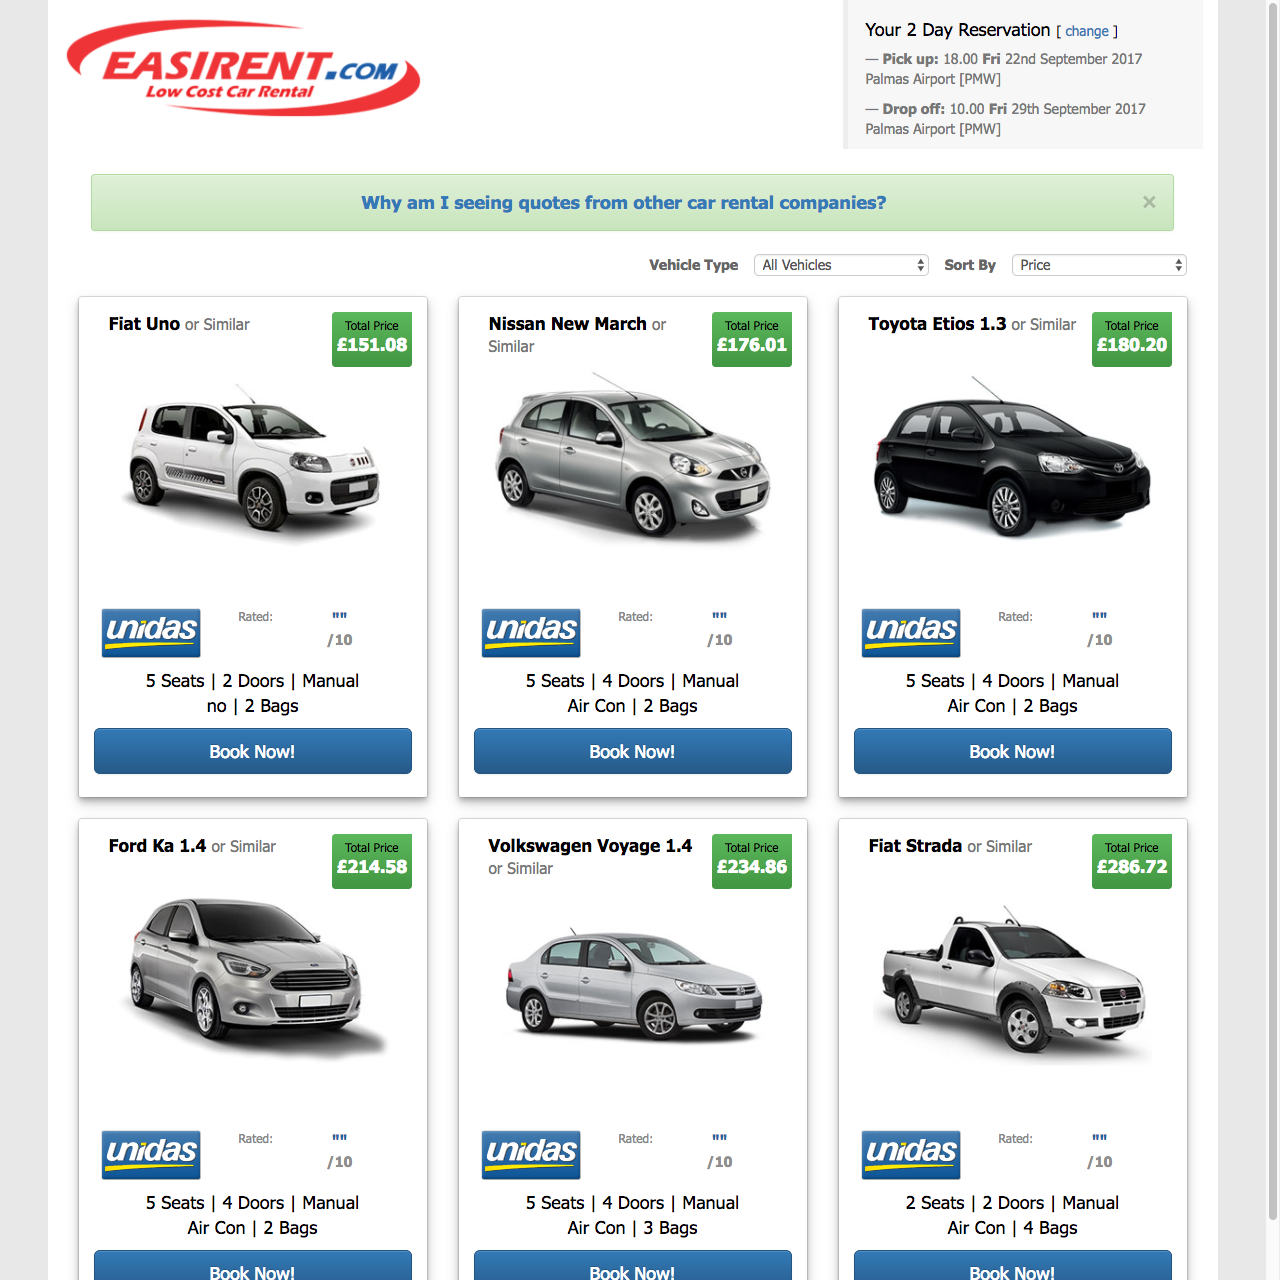 EASIRENT.COM
Low Cost Car Rental
Your 2 Day Reservation [ change ]
— Pick up: 18.00 Fri 22nd September 2017
Palmas Airport [PMW]
— Drop off: 10.00 Fri 29th September 2017
Palmas Airport [PMW]
Why am I seeing quotes from other car rental companies?
×
Vehicle Type All Vehicles Sort By Price
Fiat Uno or Similar
Total Price
£151.08
unidas
Rated:
""
/10
5 Seats | 2 Doors | Manual
no | 2 Bags
Book Now!
Nissan New March or
Similar
Total Price
£176.01
unidas
Rated:
""
/10
5 Seats | 4 Doors | Manual
Air Con | 2 Bags
Book Now!
Toyota Etios 1.3 or Similar
Total Price
£180.20
unidas
Rated:
""
/10
5 Seats | 4 Doors | Manual
Air Con | 2 Bags
Book Now!
Ford Ka 1.4 or Similar
Total Price
£214.58
unidas
Rated:
""
/10
5 Seats | 4 Doors | Manual
Air Con | 2 Bags
Book Now!
Volkswagen Voyage 1.4
or Similar
Total Price
£234.86
unidas
Rated:
""
/10
5 Seats | 4 Doors | Manual
Air Con | 3 Bags
Book Now!
Fiat Strada or Similar
Total Price
£286.72
unidas
Rated:
""
/10
2 Seats | 2 Doors | Manual
Air Con | 4 Bags
Book Now!